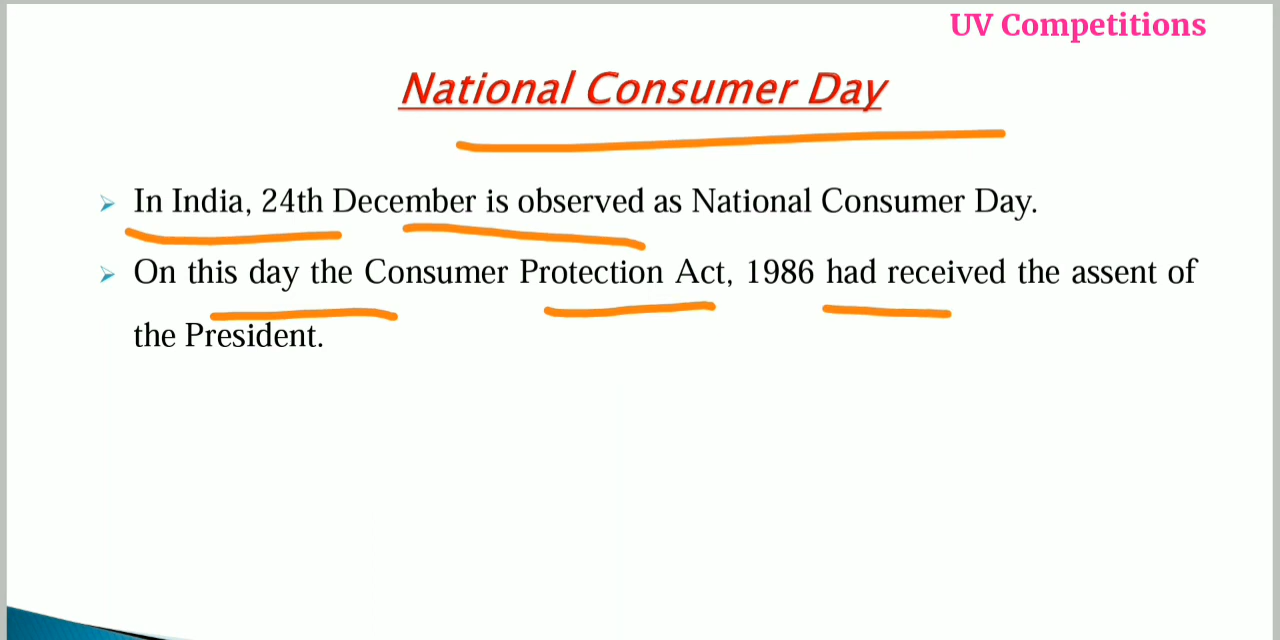 UV Competitions
National Consumer Day
In India, 24th December is observed as National Consumer Day.
On this day the Consumer Protection Act, 1986 had received the assent of
the President.